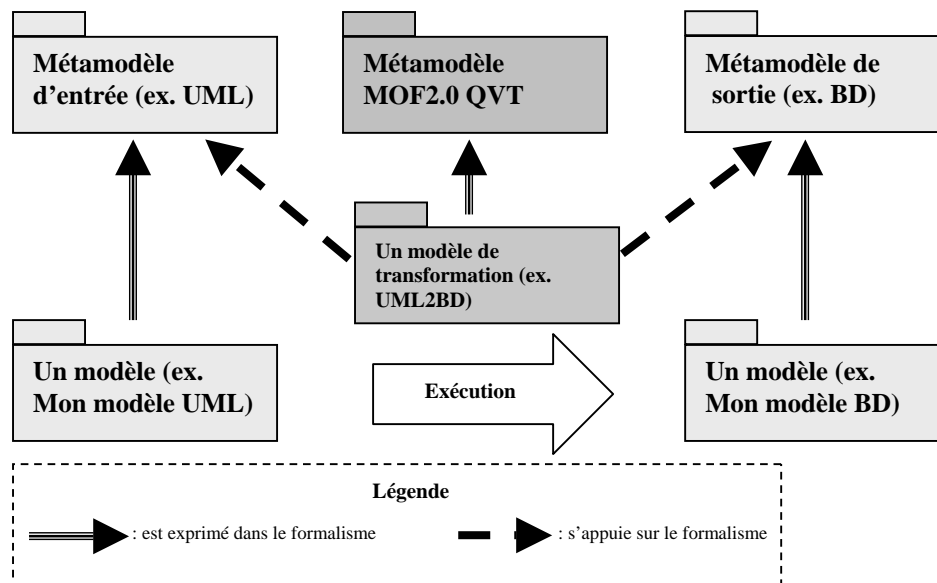 Métamodèle
d'entrée (ex. UML)
Métamodèle
MOF2.0 QVT
Métamodèle de
sortie (ex. BD)
Un modèle de
transformation (ex.
UML2BD)
Un modèle (ex.
Mon modèle UML)
Exécution
Un modèle (ex.
Mon modèle BD)
Légende
: est exprimé dans le formalisme
: s'appuie sur le formalisme